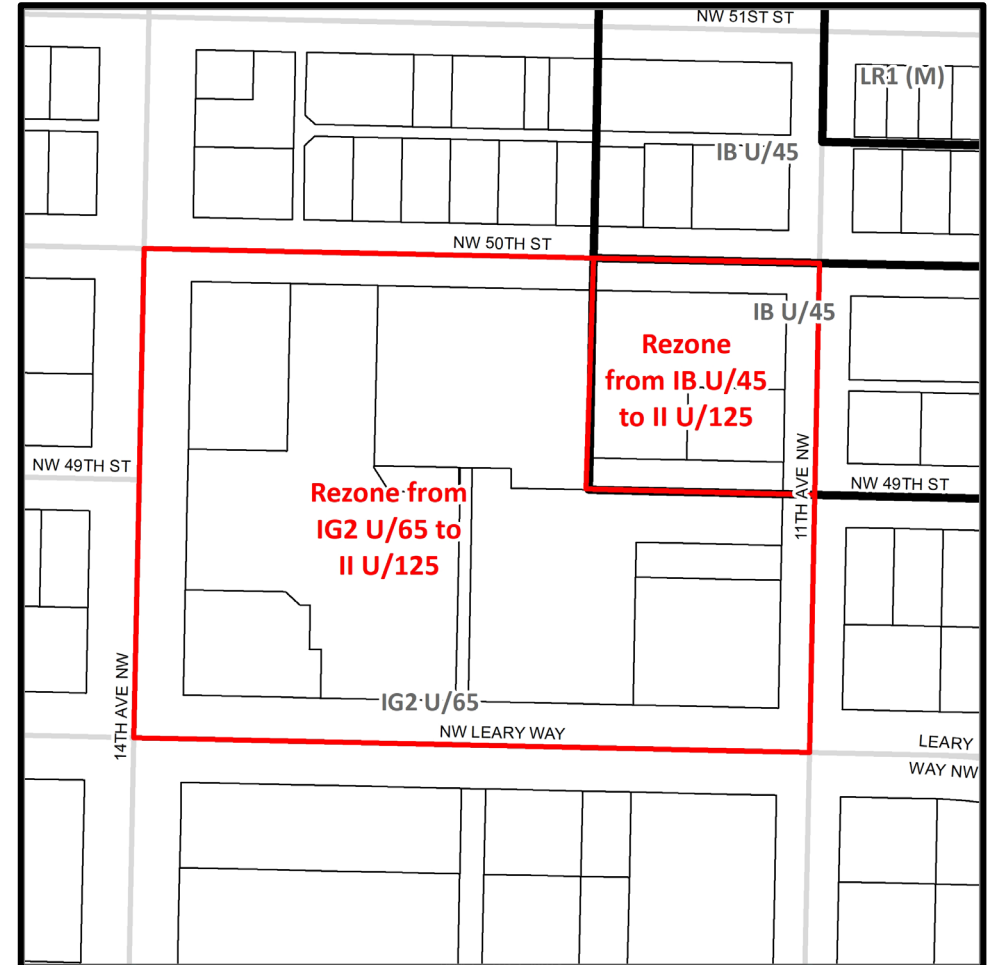 NW 51ST ST
LR1 (M)
IB U/45
NW 50TH ST
IB U/45
Rezone
from IB U/45
to II U/125
NW 49TH ST
Rezone from
IG2 U/65 to
II U/125
11TH AVE NW
NW 49TH ST
14TH AVE NW
IG2 U/65
NW LEARY WAY
LEARY
WAY NW